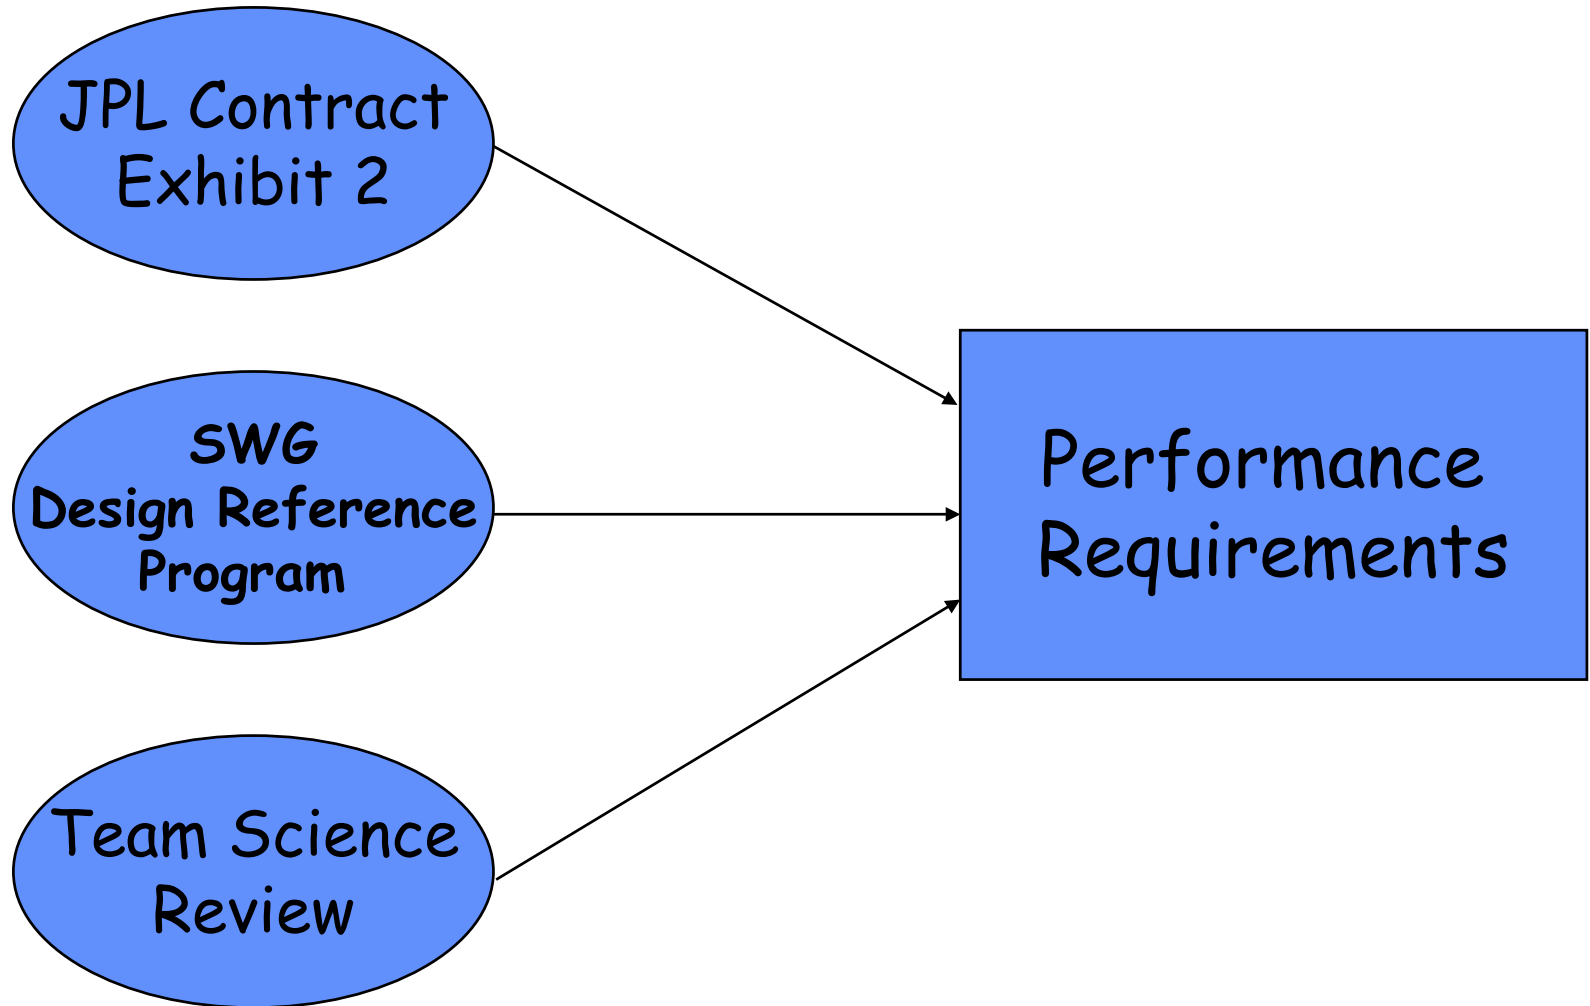 JPL Contract
Exhibit 2
SWG
Design Reference
Program
Team Science
Review
Performance
Requirements